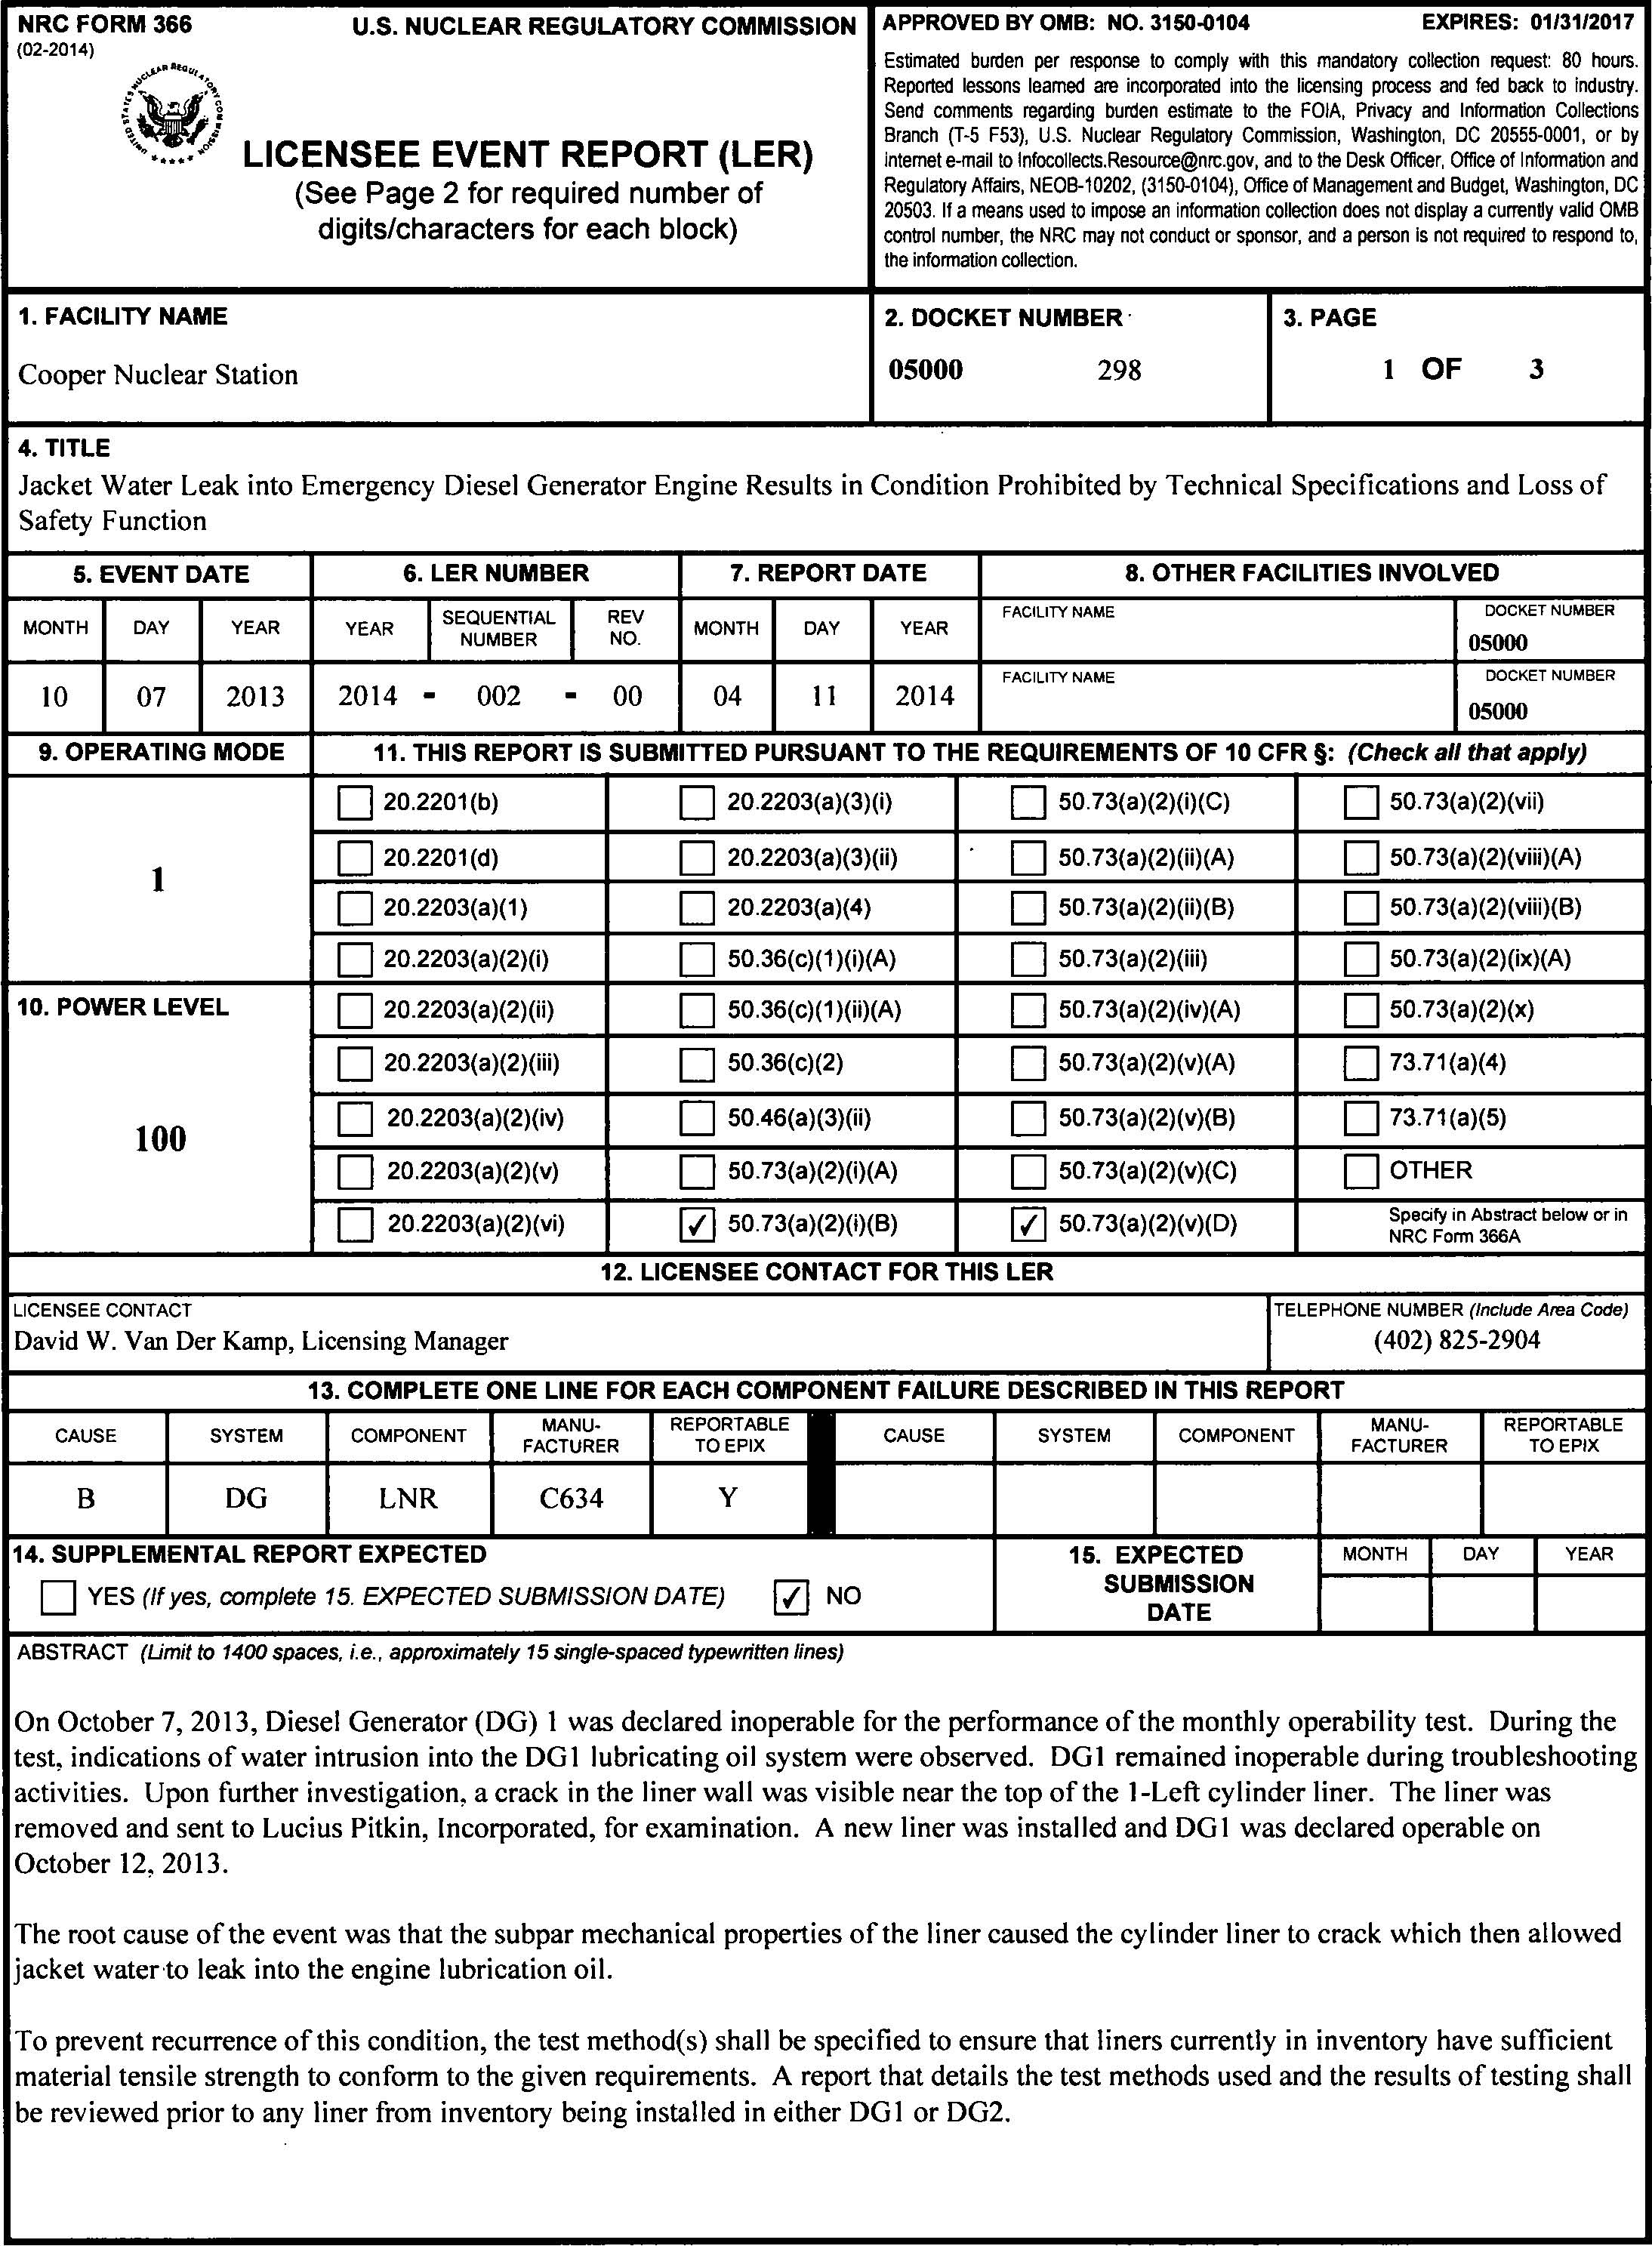 NRC FORM 366
(02-2014)
U.S. NUCLEAR REGULATORY COMMISSION
UNITED STATES NUCLEAR REGULATORY COMMISSION
LICENSEE EVENT REPORT (LER)
(See Page 2 for required number of
digits/characters for each block)
APPROVED BY OMB: NO. 3150-0104 EXPIRES: 01/31/2017
Estimated burden per response to comply with this mandatory collection request: 80 hours.
Reported lessons learned are incorporated into the licensing process and fed back to industry.
Send comments regarding burden estimate to the FOIA, Privacy and Information Collections
Branch (T-5 F53), U.S. Nuclear Regulatory Commission, Washington, DC 20555-0001, or by
internet e-mail to Infocollects.Resource@nrc.gov, and to the Desk Officer, Office of Information and
Regulatory Affairs, NEOB-10202, (3150-0104), Office of Management and Budget, Washington, DC
20503. If a means used to impose an information collection does not display a currently valid OMB
control number, the NRC may not conduct or sponsor, and a person is not required to respond to,
the information collection.
1. FACILITY NAME
Cooper Nuclear Station
2. DOCKET NUMBER
05000 298
3. PAGE
1 OF 3
4. TITLE
Jacket Water Leak into Emergency Diesel Generator Engine Results in Condition Prohibited by Technical Specifications and Loss of
Safety Function
5. EVENT DATE 6. LER NUMBER 7. REPORT DATE 8. OTHER FACILITIES INVOLVED
MONTH DAY YEAR YEAR SEQUENTIAL NUMBER REV NO. MONTH DAY YEAR FACILITY NAME DOCKET NUMBER
05000
10 07 2013 2014 - 002 - 00 04 11 2014 FACILITY NAME DOCKET NUMBER
05000
9. OPERATING MODE
1
11. THIS REPORT IS SUBMITTED PURSUANT TO THE REQUIREMENTS OF 10 CFR §: (Check all that apply)
20.2201(b) 20.2203(a)(3)(i) 50.73(a)(2)(i)(C) 50.73(a)(2)(vii)
20.2201(d) 20.2203(a)(3)(ii) 50.73(a)(2)(ii)(A) 50.73(a)(2)(viii)(A)
20.2203(a)(1) 20.2203(a)(4) 50.73(a)(2)(ii)(B) 50.73(a)(2)(viii)(B)
20.2203(a)(2)(i) 50.36(c)(1)(i)(A) 50.73(a)(2)(iii) 50.73(a)(2)(ix)(A)
10. POWER LEVEL
100
20.2203(a)(2)(ii) 50.36(c)(1)(ii)(A) 50.73(a)(2)(iv)(A) 50.73(a)(2)(x)
20.2203(a)(2)(iii) 50.36(c)(2) 50.73(a)(2)(v)(A) 73.71(a)(4)
20.2203(a)(2)(iv) 50.46(a)(3)(ii) 50.73(a)(2)(v)(B) 73.71(a)(5)
20.2203(a)(2)(v) 50.73(a)(2)(i)(A) 50.73(a)(2)(v)(C) OTHER
20.2203(a)(2)(vi) ✓ 50.73(a)(2)(i)(B) ✓ 50.73(a)(2)(v)(D) Specify in Abstract below or in
NRC Form 366A
12. LICENSEE CONTACT FOR THIS LER
LICENSEE CONTACT
David W. Van Der Kamp, Licensing Manager
TELEPHONE NUMBER (Include Area Code)
(402) 825-2904
13. COMPLETE ONE LINE FOR EACH COMPONENT FAILURE DESCRIBED IN THIS REPORT
CAUSE SYSTEM COMPONENT MANU-FACTURER REPORTABLE TO EPIX CAUSE SYSTEM COMPONENT MANU-FACTURER REPORTABLE TO EPIX
B DG LNR C634 Y
14. SUPPLEMENTAL REPORT EXPECTED
YES (If yes, complete 15. EXPECTED SUBMISSION DATE) ✓ NO
15. EXPECTED
SUBMISSION
DATE
MONTH DAY YEAR
ABSTRACT (Limit to 1400 spaces, i.e., approximately 15 single-spaced typewritten lines)
On October 7, 2013, Diesel Generator (DG) 1 was declared inoperable for the performance of the monthly operability test. During the
test, indications of water intrusion into the DG1 lubricating oil system were observed. DG1 remained inoperable during troubleshooting
activities. Upon further investigation, a crack in the liner wall was visible near the top of the 1-Left cylinder liner. The liner was
removed and sent to Lucius Pitkin, Incorporated, for examination. A new liner was installed and DG1 was declared operable on
October 12, 2013.
The root cause of the event was that the subpar mechanical properties of the liner caused the cylinder liner to crack which then allowed
jacket water to leak into the engine lubrication oil.
To prevent recurrence of this condition, the test method(s) shall be specified to ensure that liners currently in inventory have sufficient
material tensile strength to conform to the given requirements. A report that details the test methods used and the results of testing shall
be reviewed prior to any liner from inventory being installed in either DG1 or DG2.